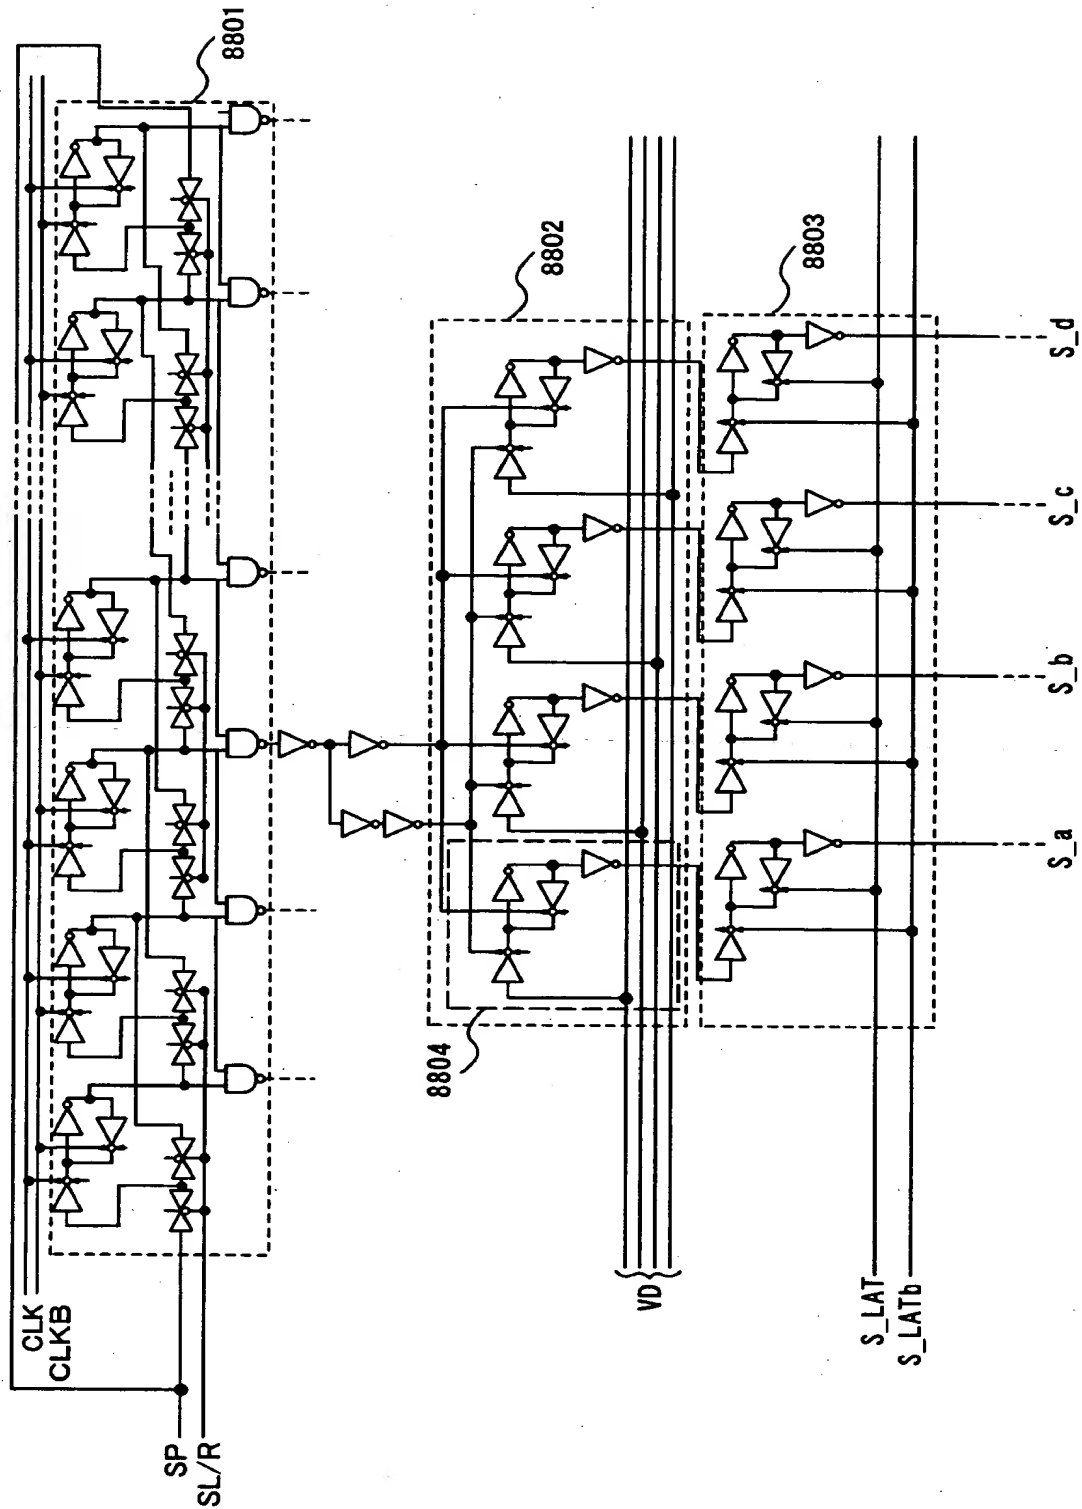 8801
CLK
CLKB
SP
SL/R
8802
8804
VD
8803
S_LAT
S_LATb
S_a
S_b
S_c
S_d